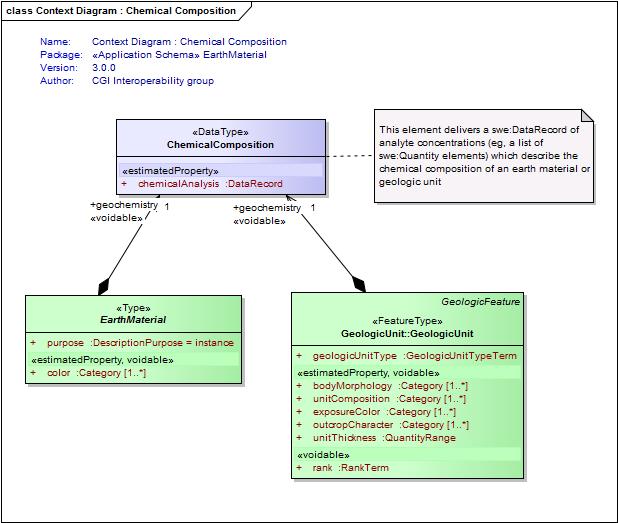 class Context Diagram : Chemical Composition
Name: Context Diagram : Chemical Composition
Package: «Application Schema» EarthMaterial
Version: 3.0.0
Author: CGI Interoperability group
«DataType»
ChemicalComposition
«estimatedProperty»
+ chemicalAnalysis :DataRecord
This element delivers a swe:DataRecord of
analyte concentrations (eg, a list of
swe:Quantity elements) which describe the
chemical composition of an earth material or
geologic unit
+geochemistry 1
«voidable»
+geochemistry 1
«voidable»
«Type»
EarthMaterial
+ purpose :DescriptionPurpose = instance
«estimatedProperty, voidable»
+ color :Category [1..*]
GeologicFeature
«FeatureType»
GeologicUnit::GeologicUnit
+ geologicUnitType :GeologicUnitTypeTerm
«estimatedProperty, voidable»
+ bodyMorphology :Category [1..*]
+ unitComposition :Category [1..*]
+ exposureColor :Category [1..*]
+ outcropCharacter :Category [1..*]
+ unitThickness :QuantityRange
«voidable»
+ rank :RankTerm